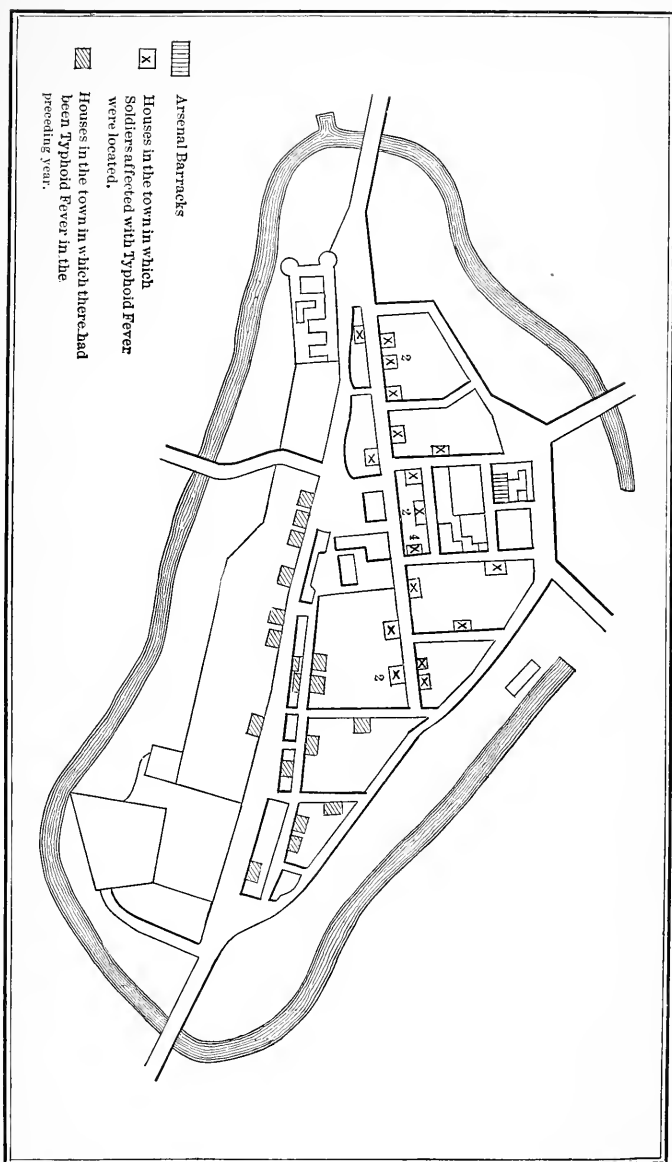 Arsenal Barracks
Houses in the town in which
Soldiers affected with Typhoid Fever
were located.
Houses in the town in which there had
been Typhoid Fever in the
preceding year.
X
X
X
2
X
X
X
X
X
X
2
4
X
X
X
X
X
X
2
X
X